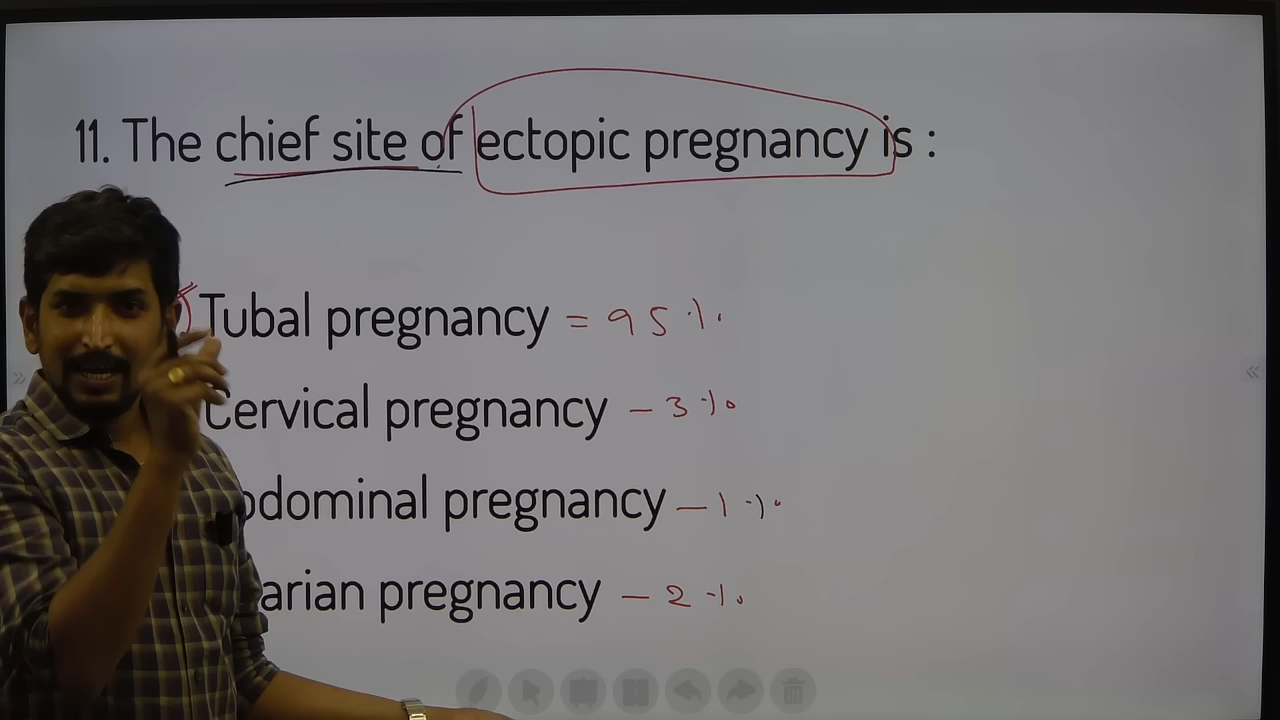 11. The chief site of ectopic pregnancy is :
Tubal pregnancy = 95%
Cervical pregnancy - 3%
odominal pregnancy - 1%
arian pregnancy - 2%